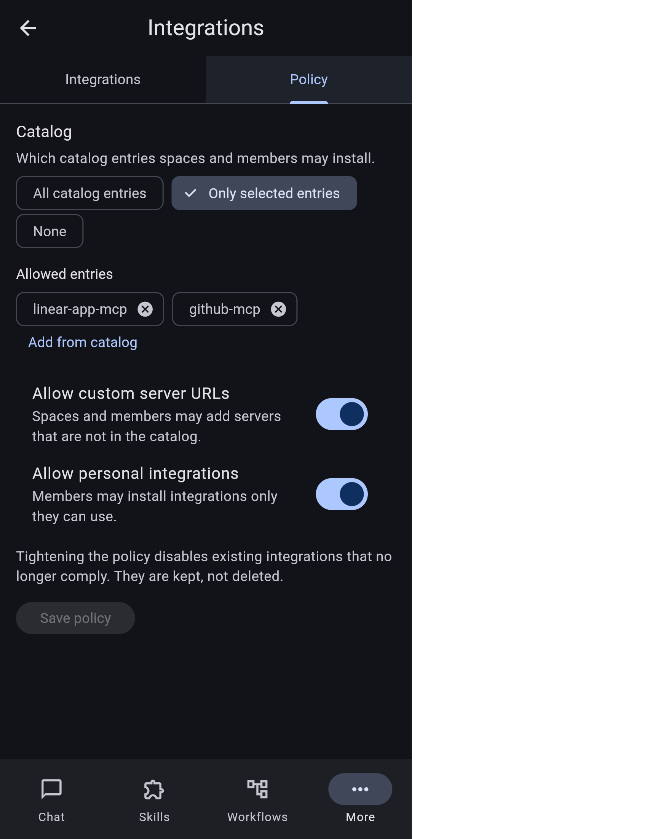 Integrations
Integrations
Policy
Catalog
Which catalog entries spaces and members may install.
All catalog entries
Only selected entries
None
Allowed entries
linear-app-mcp
github-mcp
Add from catalog
Allow custom server URLs
Spaces and members may add servers
that are not in the catalog.
Allow personal integrations
Members may install integrations only
they can use.
Tightening the policy disables existing integrations that no
longer comply. They are kept, not deleted.
Save policy
Chat
Skills
Workflows
More